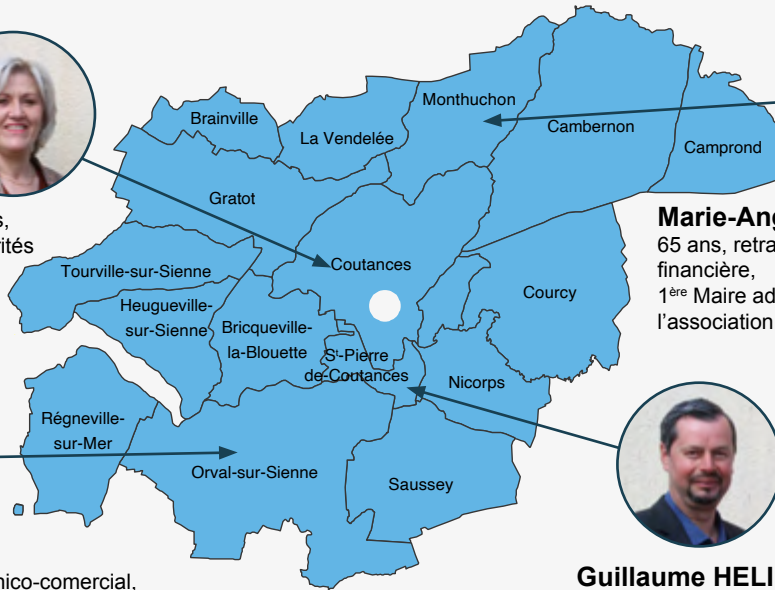 Monthuchon
Brainville
Cambernon
La Vendelée
Camprond
Gratot
s,
rités
Marie-Ang
65 ans, retra
financière,
1ère Maire ad
l'association
Tourville-sur-Sienne
Coutances
Courcy
Heugueville-
sur-Sienne
Bricqueville-
la-Blouette
St-Pierre
de-Coutances
Nicorps
Régneville-
sur-Mer
Orval-sur-Sienne
Saussey
nico-comercial,
Guillaume HELI